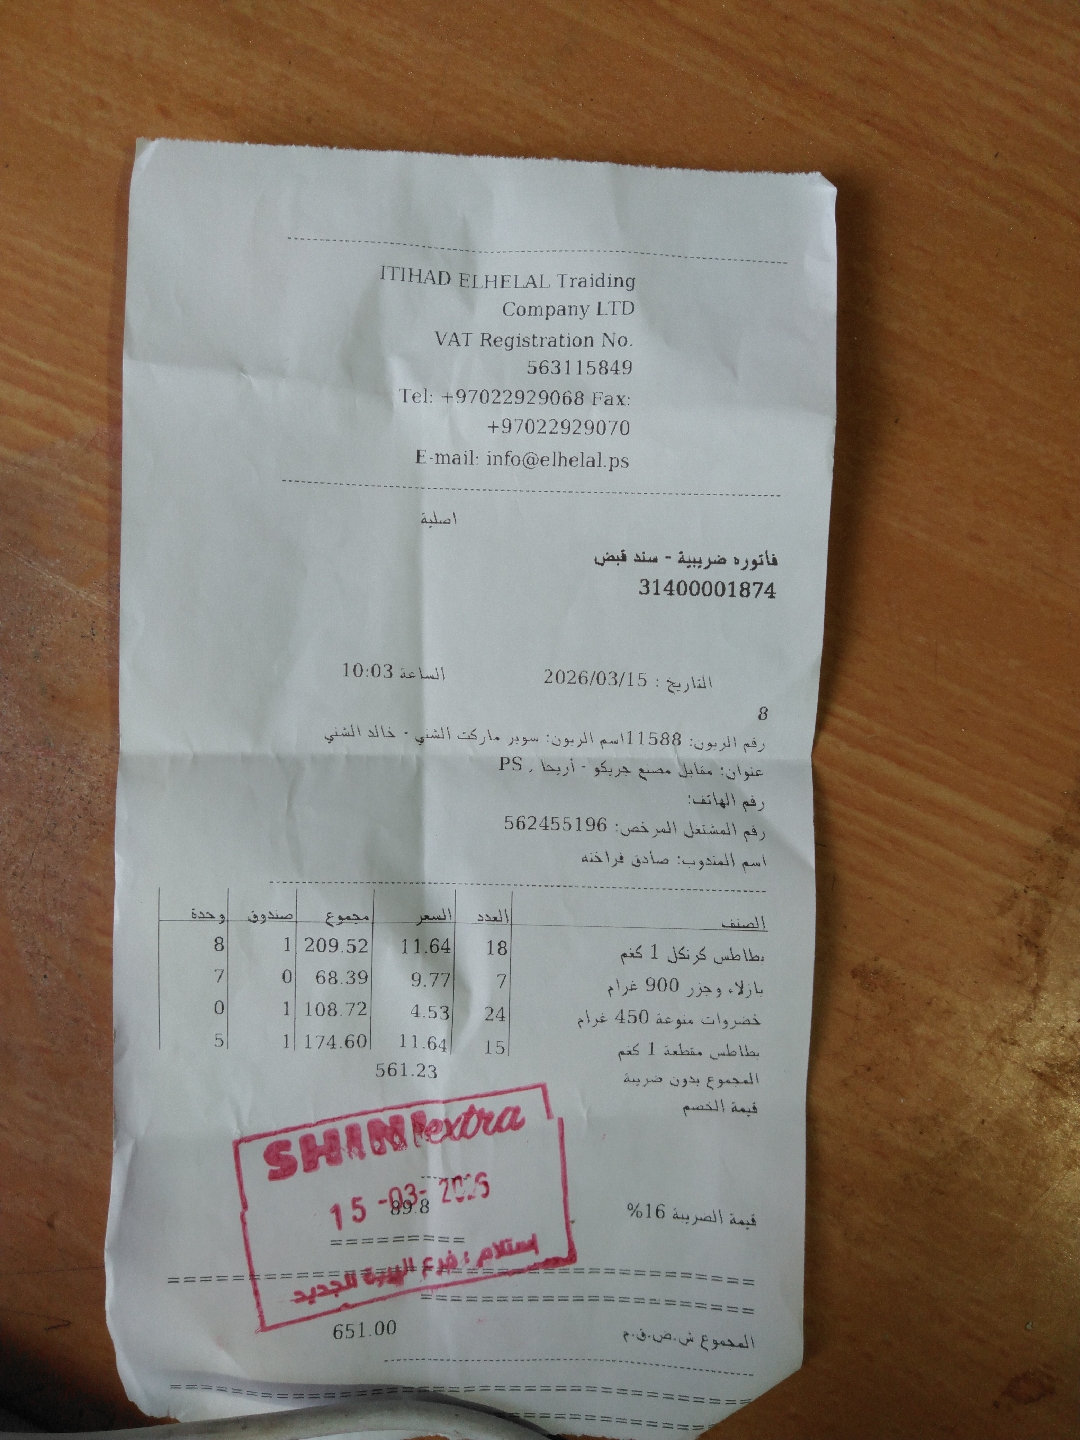 ITIHAD ELHELAL Traiding
Company LTD
VAT Registration No.
563115849
Tel: +97022929068 Fax:
+97022929070
E-mail: info@elhelal.ps
اصلية
فأتوره ضريبية - سند قبض
31400001874
التاريخ : 2026/03/15 الساعة 10:03
8
رقم الزبون: 11588اسم الزبون: سوبر ماركت الشني - خالد الشني
عنوان: مقابل مصنع جريكو - أريحا , PS
رقم الهاتف:
رقم المشتغل المرخص: 562455196
اسم المندوب: صادق فراخنه
الصنف العدد السعر مجموع صندوق وحدة
بطاطس كرنكل 1 كغم 18 11.64 209.52 1 8
بازلاء وجزر 900 غرام 7 9.77 68.39 0 7
خضروات منوعة 450 غرام 24 4.53 108.72 1 0
بطاطس مقطعة 1 كغم 15 11.64 174.60 1 5
المجموع بدون ضريبة 561.23
قيمة الخصم
SHINI extra
15 -03- 2026
قيمة الضريبة 16% 89.8
استلام : فرع الجديد
المجموع ش.ص.ق.م 651.00